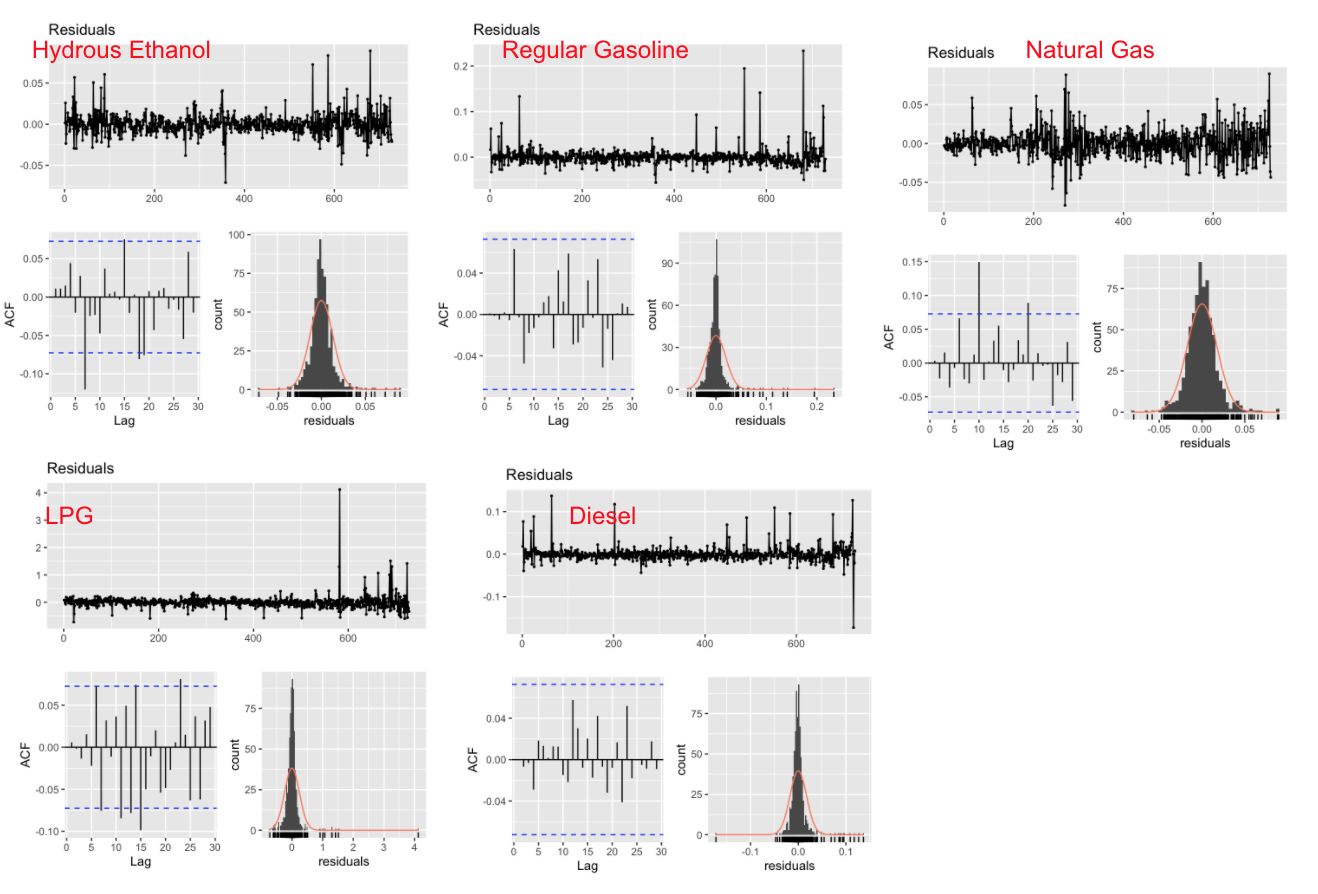 Residuals
Hydrous Ethanol
0.05
0.00
-0.05
0
200
400
600
0.05
0.00
-0.05
-0.10
ACF
0 5 10 15 20 25 30
Lag
100
75
50
25
0
count
-0.05 0.00 0.05
residuals
Residuals
Regular Gasoline
0.2
0.1
0.0
0
200
400
600
0.04
0.00
-0.04
ACF
0 5 10 15 20 25 30
Lag
90
60
30
0
count
0.0 0.1 0.2
residuals
Residuals
Natural Gas
0.05
0.00
-0.05
0
200
400
600
0.15
0.10
0.05
0.00
-0.05
ACF
0 5 10 15 20 25 30
Lag
75
50
25
0
count
-0.05 0.00 0.05
residuals
Residuals
LPG
4
3
2
1
0
0
200
400
600
0.05
0.00
-0.05
-0.10
ACF
0 5 10 15 20 25 30
Lag
75
50
25
0
count
0 1 2 3 4
residuals
Residuals
Diesel
0.1
0.0
-0.1
0
200
400
600
0.04
0.00
-0.04
ACF
0 5 10 15 20 25 30
Lag
75
50
25
0
count
-0.1 0.0 0.1
residuals